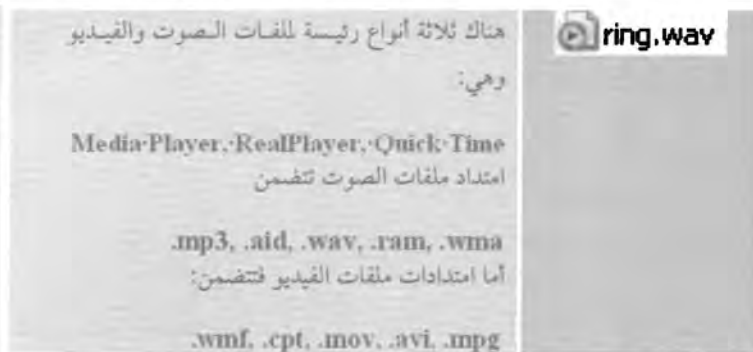 ring.wav
هناك ثلاثة أنواع رئيسة للفات الصوت والفيديو
وهي:
Media Player, RealPlayer, Quick Time
امتداد ملفات الصوت تتضمن
.mp3, .aid, .wav, .ram, .wma
أما امتدادات ملفات الفيديو فتتضمن:
.wmf, .cpt, .mov, .avi, .mpg